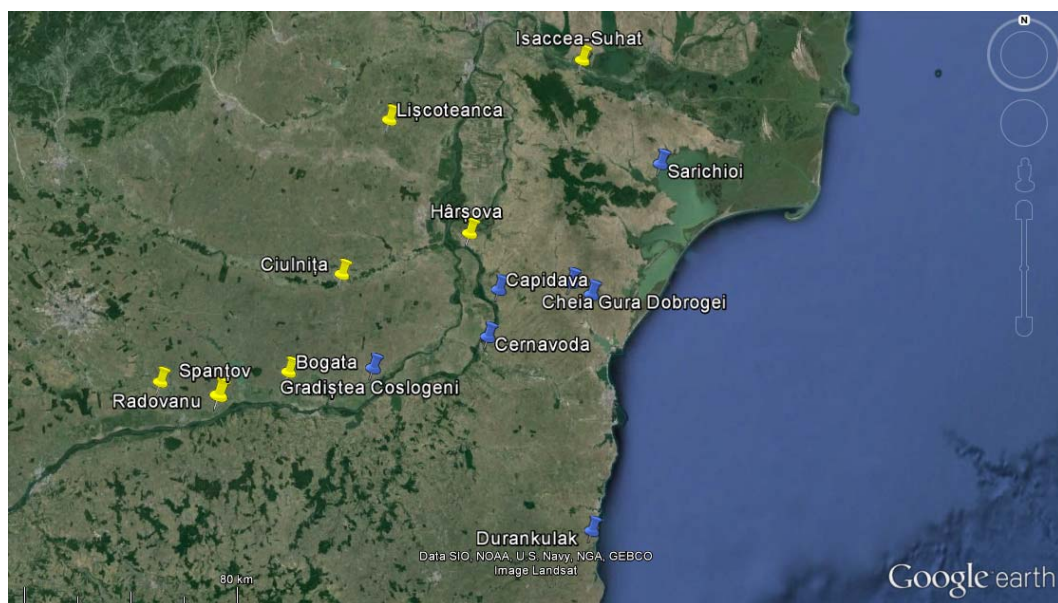 N
Isaccea-Suhat
Lișcoteanca
Sarichioi
Hârșova
Ciulnița
Capidava
Cheia Gura Dobrogei
Cernavoda
Spanțov
Bogata
Gradiștea Coslogeni
Radovanu
Durankulak
Data SIO, NOAA, U.S. Navy, NGA, GEBCO
Image Landsat
80 km
Google earth